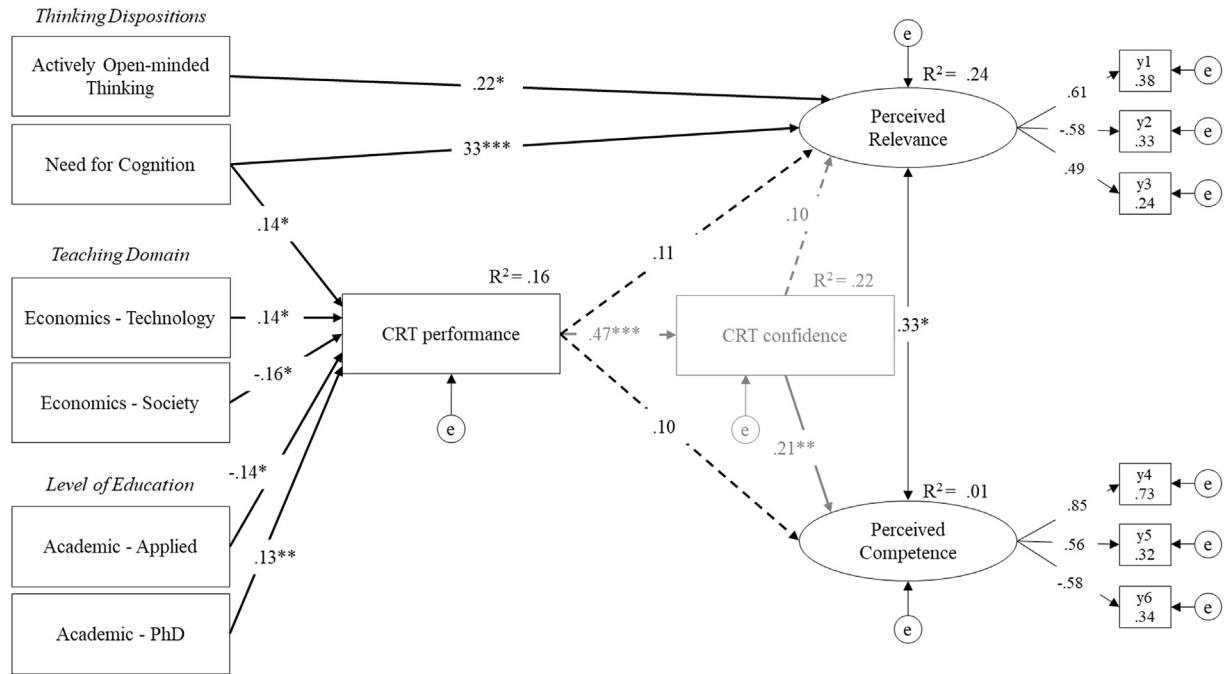 Thinking Dispositions
Actively Open-minded
Thinking
Need for Cognition
Teaching Domain
Economics - Technology
Economics - Society
Level of Education
Academic - Applied
Academic - PhD
.22*
33***
.14*
.14*
-.16*
-.14*
.13**
R² = .16
CRT performance
e
.11
.47***
.10
.10
R² = .22
CRT confidence
e
.21**
.33*
e
R² = .24
Perceived
Relevance
.61
-.58
.49
y1
.38
e
y2
.33
e
y3
.24
e
R² = .01
Perceived
Competence
e
.85
.56
-.58
y4
.73
e
y5
.32
e
y6
.34
e